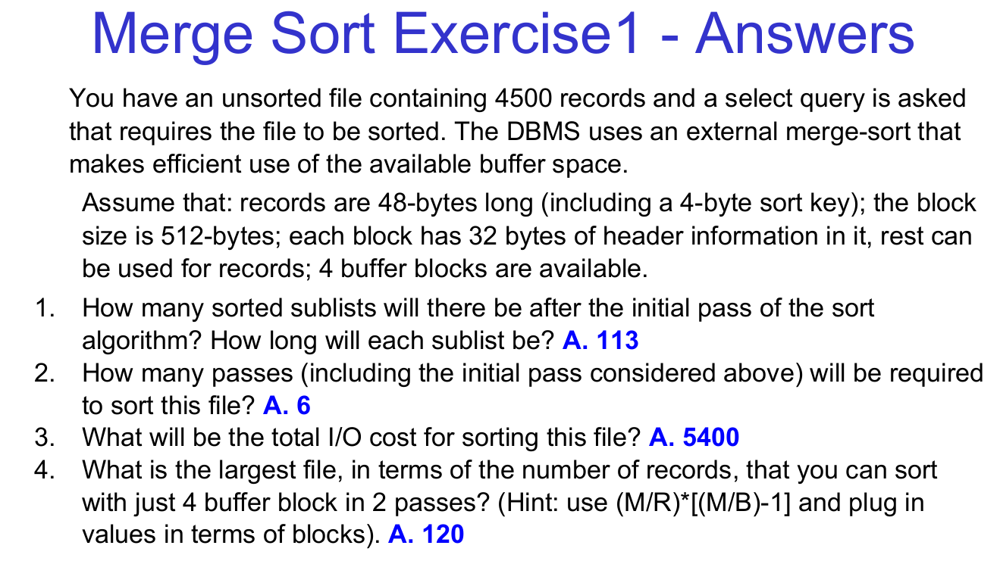 Merge Sort Exercise1 - Answers
You have an unsorted file containing 4500 records and a select query is asked
that requires the file to be sorted. The DBMS uses an external merge-sort that
makes efficient use of the available buffer space.
Assume that: records are 48-bytes long (including a 4-byte sort key); the block
size is 512-bytes; each block has 32 bytes of header information in it, rest can
be used for records; 4 buffer blocks are available.
1. How many sorted sublists will there be after the initial pass of the sort
algorithm? How long will each sublist be? A. 113
2. How many passes (including the initial pass considered above) will be required
to sort this file? A. 6
3. What will be the total I/O cost for sorting this file? A. 5400
4. What is the largest file, in terms of the number of records, that you can sort
with just 4 buffer block in 2 passes? (Hint: use (M/R)*[(M/B)-1] and plug in
values in terms of blocks). A. 120